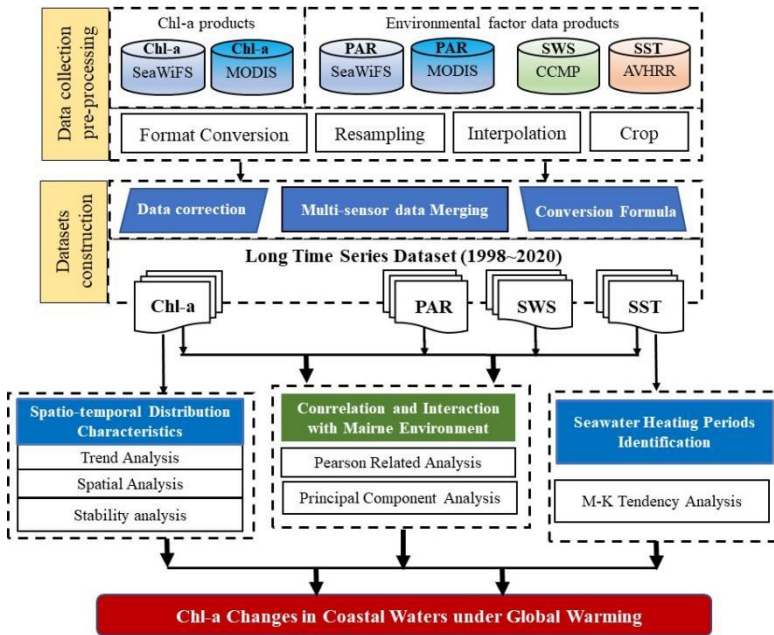 Data collection
pre-processing
Chl-a products
Environmental factor data products
Chl-a
SeaWiFS
Chl-a
MODIS
PAR
SeaWiFS
PAR
MODIS
SWS
CCMP
SST
AVHRR
Format Conversion
Resampling
Interpolation
Crop
Datasets
construction
Data correction
Multi-sensor data Merging
Conversion Formula
Long Time Series Dataset (1998~2020)
Chl-a
PAR
SWS
SST
Spatio-temporal Distribution
Characteristics
Trend Analysis
Spatial Analysis
Stability analysis
Conrrelation and Interaction
with Mairne Environment
Pearson Related Analysis
Principal Component Analysis
Seawater Heating Periods
Identification
M-K Tendency Analysis
Chl-a Changes in Coastal Waters under Global Warming